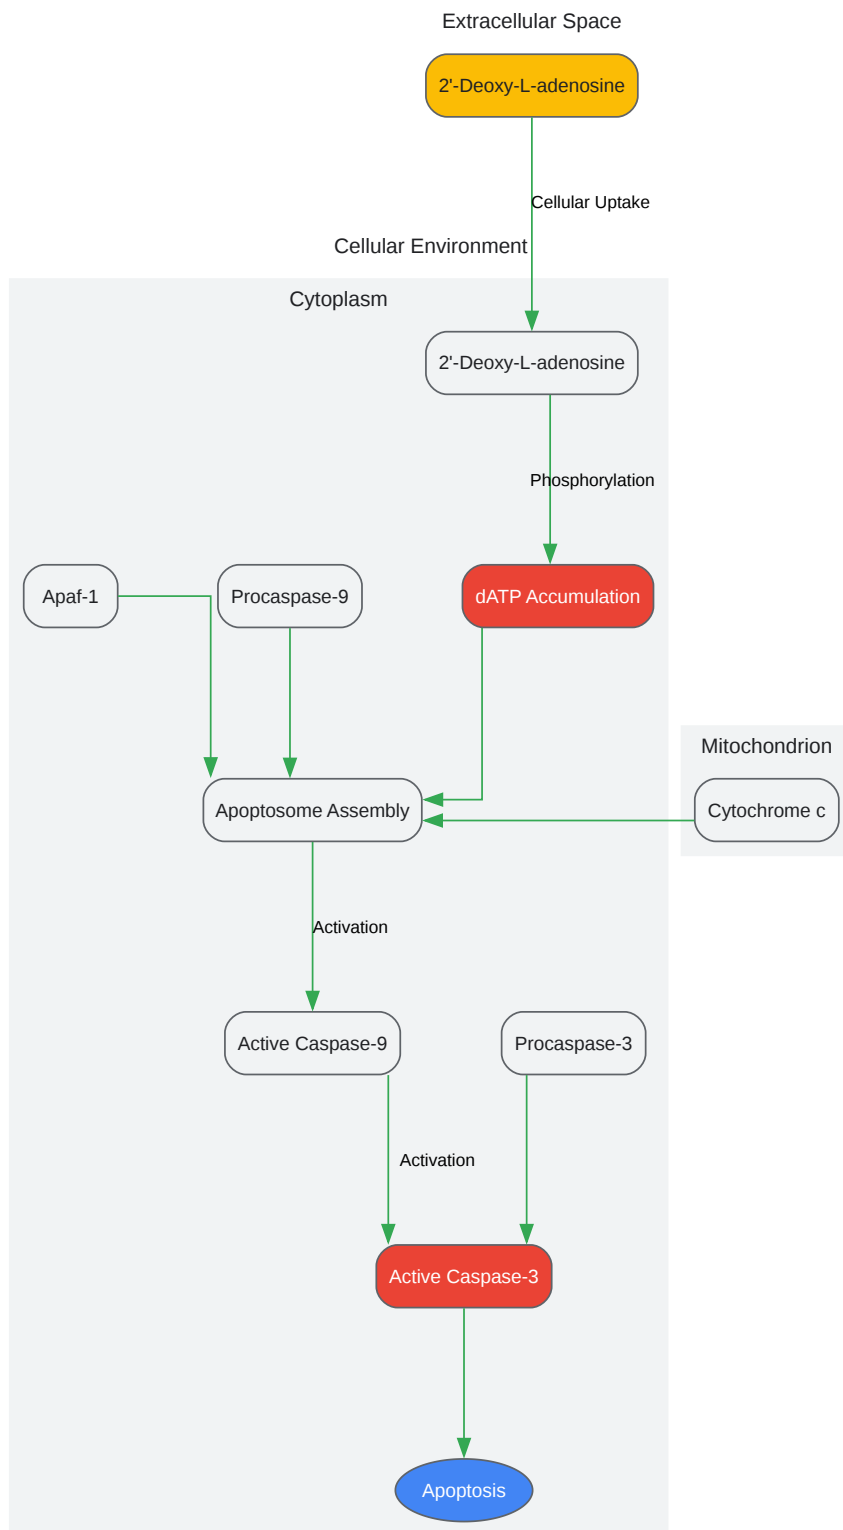 Extracellular Space
2'-Deoxy-L-adenosine
Cellular Uptake
Cellular Environment
Cytoplasm
2'-Deoxy-L-adenosine
Phosphorylation
Apaf-1
Procaspase-9
dATP Accumulation
Mitochondrion
Apoptosome Assembly
Cytochrome c
Activation
Active Caspase-9
Procaspase-3
Activation
Active Caspase-3
Apoptosis